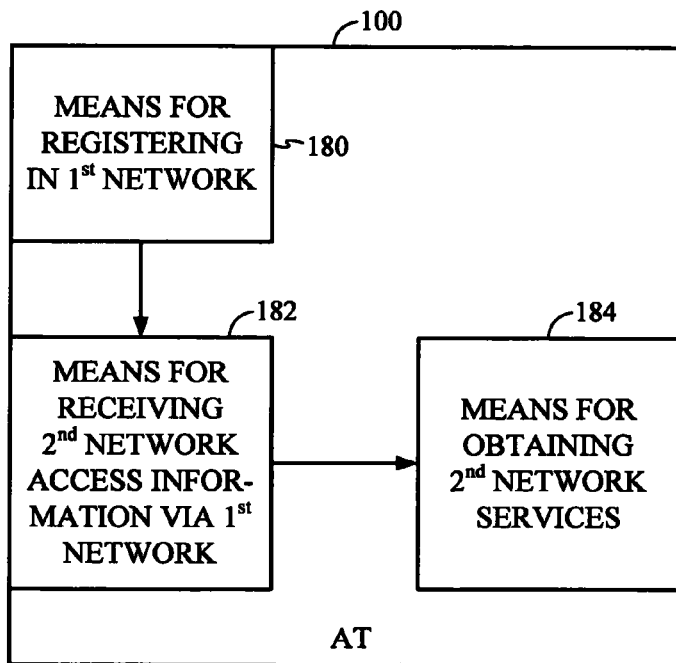 100
MEANS FOR
REGISTERING
IN 1st NETWORK
180
182
MEANS FOR
RECEIVING
2nd NETWORK
ACCESS INFOR-
MATION VIA 1st
NETWORK
184
MEANS FOR
OBTAINING
2nd NETWORK
SERVICES
AT